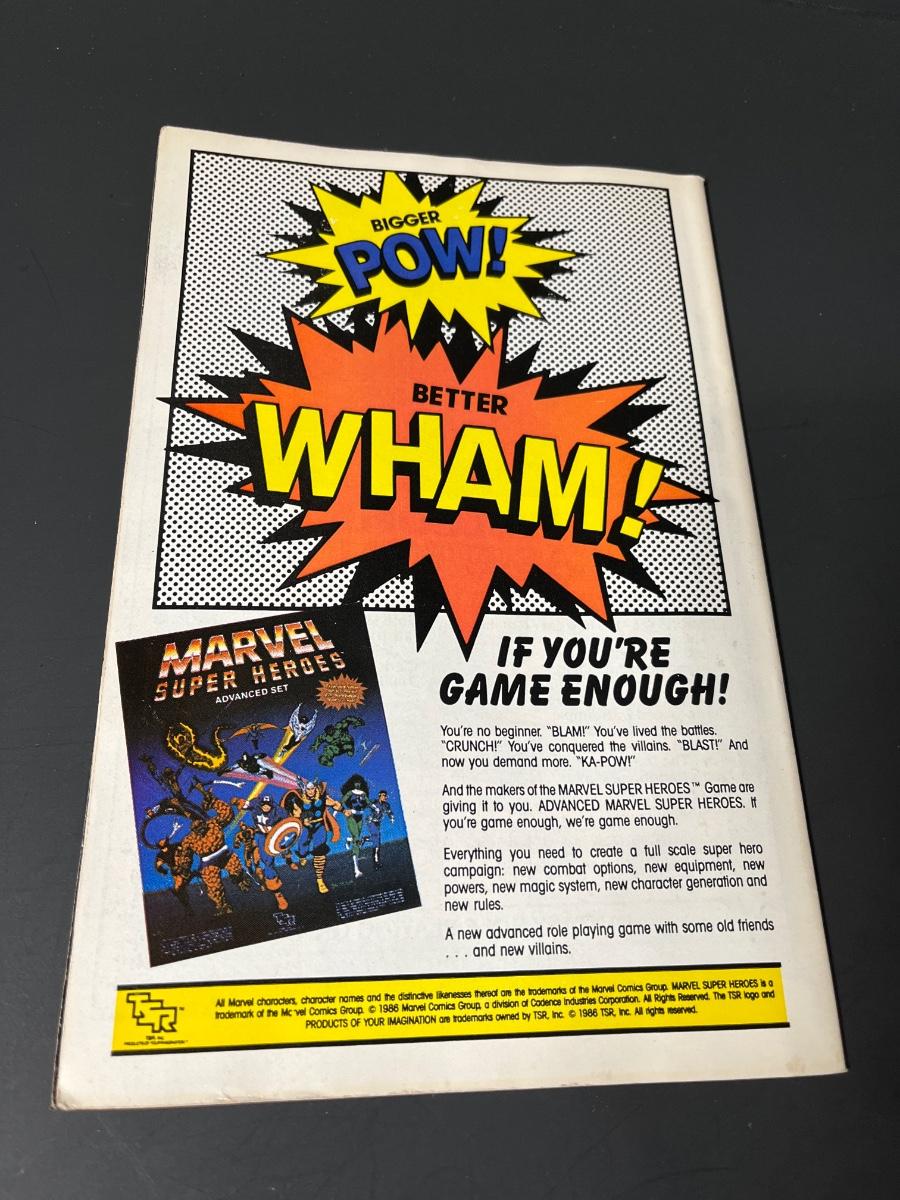 BIGGER
POW!
BETTER
WHAM!
MARVEL
SUPER HEROES™
ADVANCED SET
IF YOU'RE
GAME ENOUGH!
You're no beginner. "BLAM!" You've lived the battles.
"CRUNCH!" You've conquered the villains. "BLAST!" And
now you demand more. "KA-POW!"
And the makers of the MARVEL SUPER HEROES™ Game are
giving it to you. ADVANCED MARVEL SUPER HEROES. If
you're game enough, we're game enough.
Everything you need to create a full scale super hero
campaign: new combat options, new equipment, new
powers, new magic system, new character generation and
new rules.
A new advanced role playing game with some old friends
. . . and new villains.
TSR™
TSR, Inc.
PRODUCTS OF YOUR IMAGINATION™
All Marvel characters, character names and the distinctive likenesses thereof are the trademarks of the Marvel Comics Group. MARVEL SUPER HEROES is a
trademark of the Marvel Comics Group. © 1986 Marvel Comics Group, a division of Cadence Industries Corporation. All Rights Reserved. The TSR logo and
PRODUCTS OF YOUR IMAGINATION are trademarks owned by TSR, Inc. © 1986 TSR, Inc. All rights reserved.